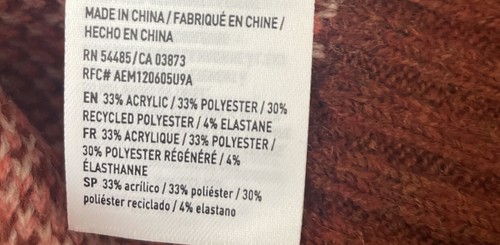 MADE IN CHINA / FABRIQUÉ EN CHINE /
HECHO EN CHINA
RN 54485 / CA 03873
RFC# AEM120605U9A
EN 33% ACRYLIC / 33% POLYESTER / 30%
RECYCLED POLYESTER / 4% ELASTANE
FR 33% ACRYLIQUE / 33% POLYESTER /
30% POLYESTER RÉGÉNÉRÉ / 4%
ÉLASTHANNE
SP 33% acrílico / 33% poliéster / 30%
poliéster reciclado / 4% elastano